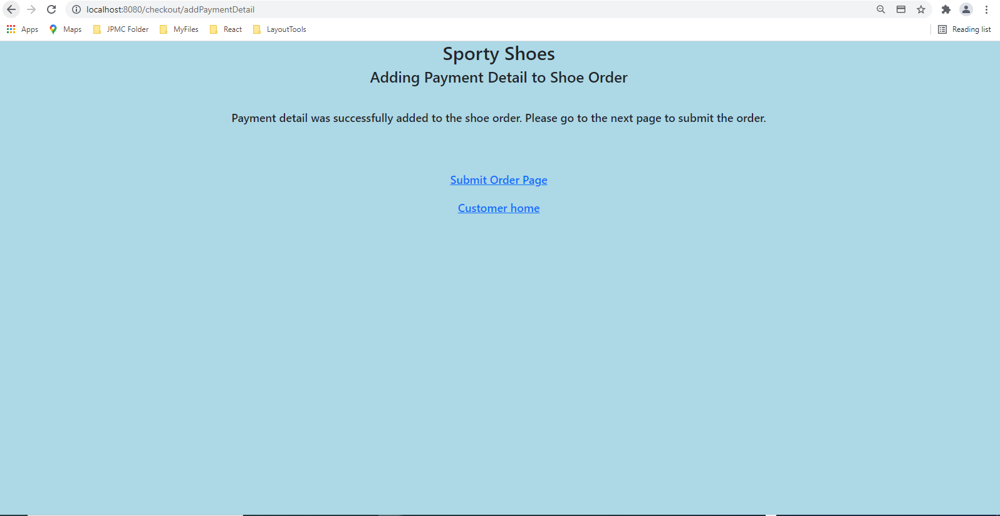 localhost:8080/checkout/addPaymentDetail
Apps Maps JPMC Folder MyFiles React LayoutTools Reading list
Sporty Shoes
Adding Payment Detail to Shoe Order
Payment detail was successfully added to the shoe order. Please go to the next page to submit the order.
Submit Order Page
Customer home